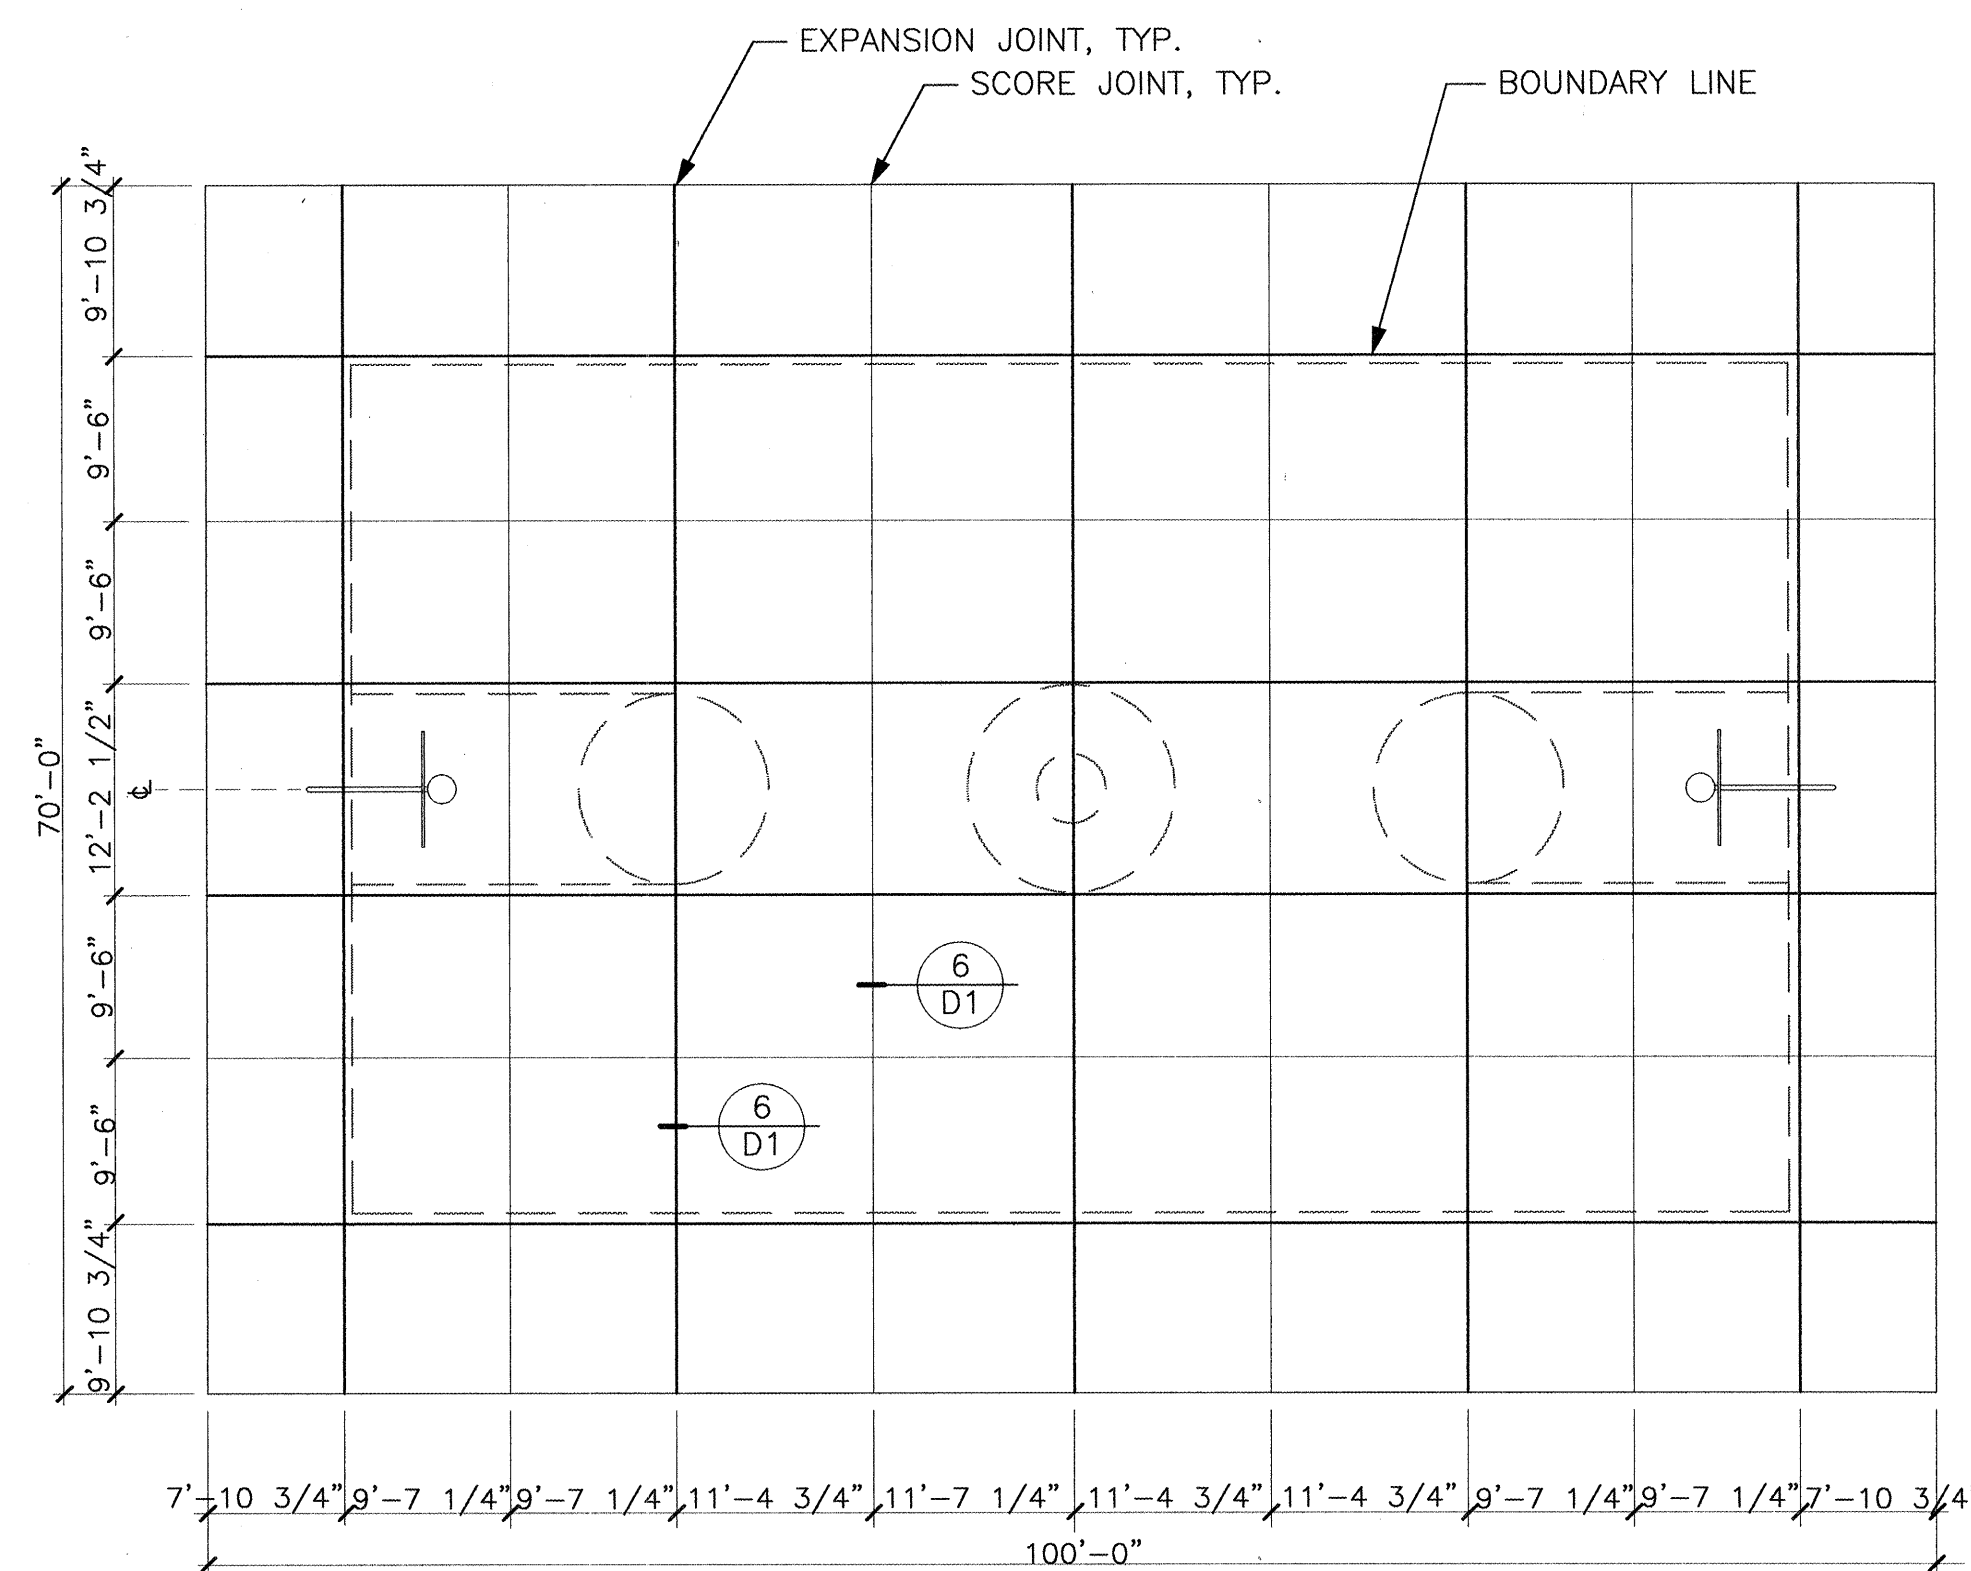 EXPANSION JOINT, TYP.
SCORE JOINT, TYP.
BOUNDARY LINE
9'-10 3/4"
9'-6"
9'-6"
12'-2 1/2"
9'-6"
9'-6"
9'-10 3/4"
70'-0"
℄
6
D1
6
D1
7'-10 3/4" 9'-7 1/4" 9'-7 1/4" 11'-4 3/4" 11'-7 1/4" 11'-4 3/4" 11'-4 3/4" 9'-7 1/4" 9'-7 1/4" 7'-10 3/4
100'-0"